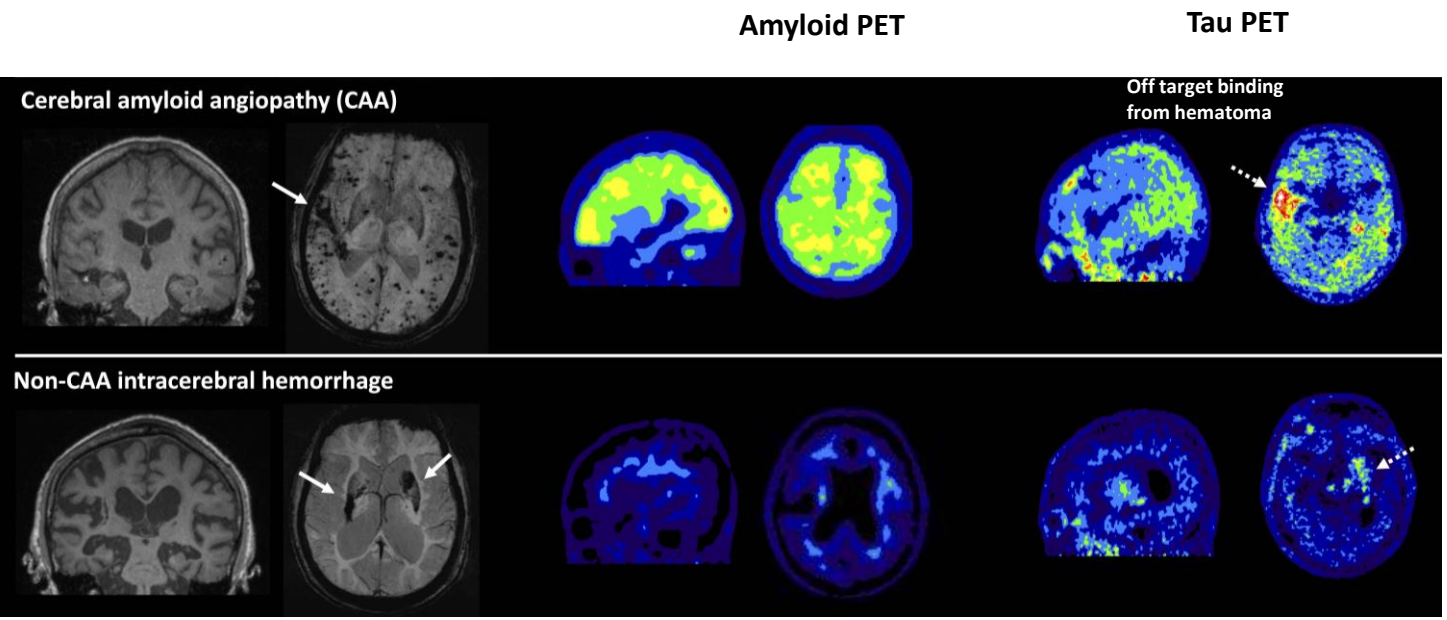 Amyloid PET
Tau PET
Cerebral amyloid angiopathy (CAA)
Off target binding
from hematoma
Non-CAA intracerebral hemorrhage